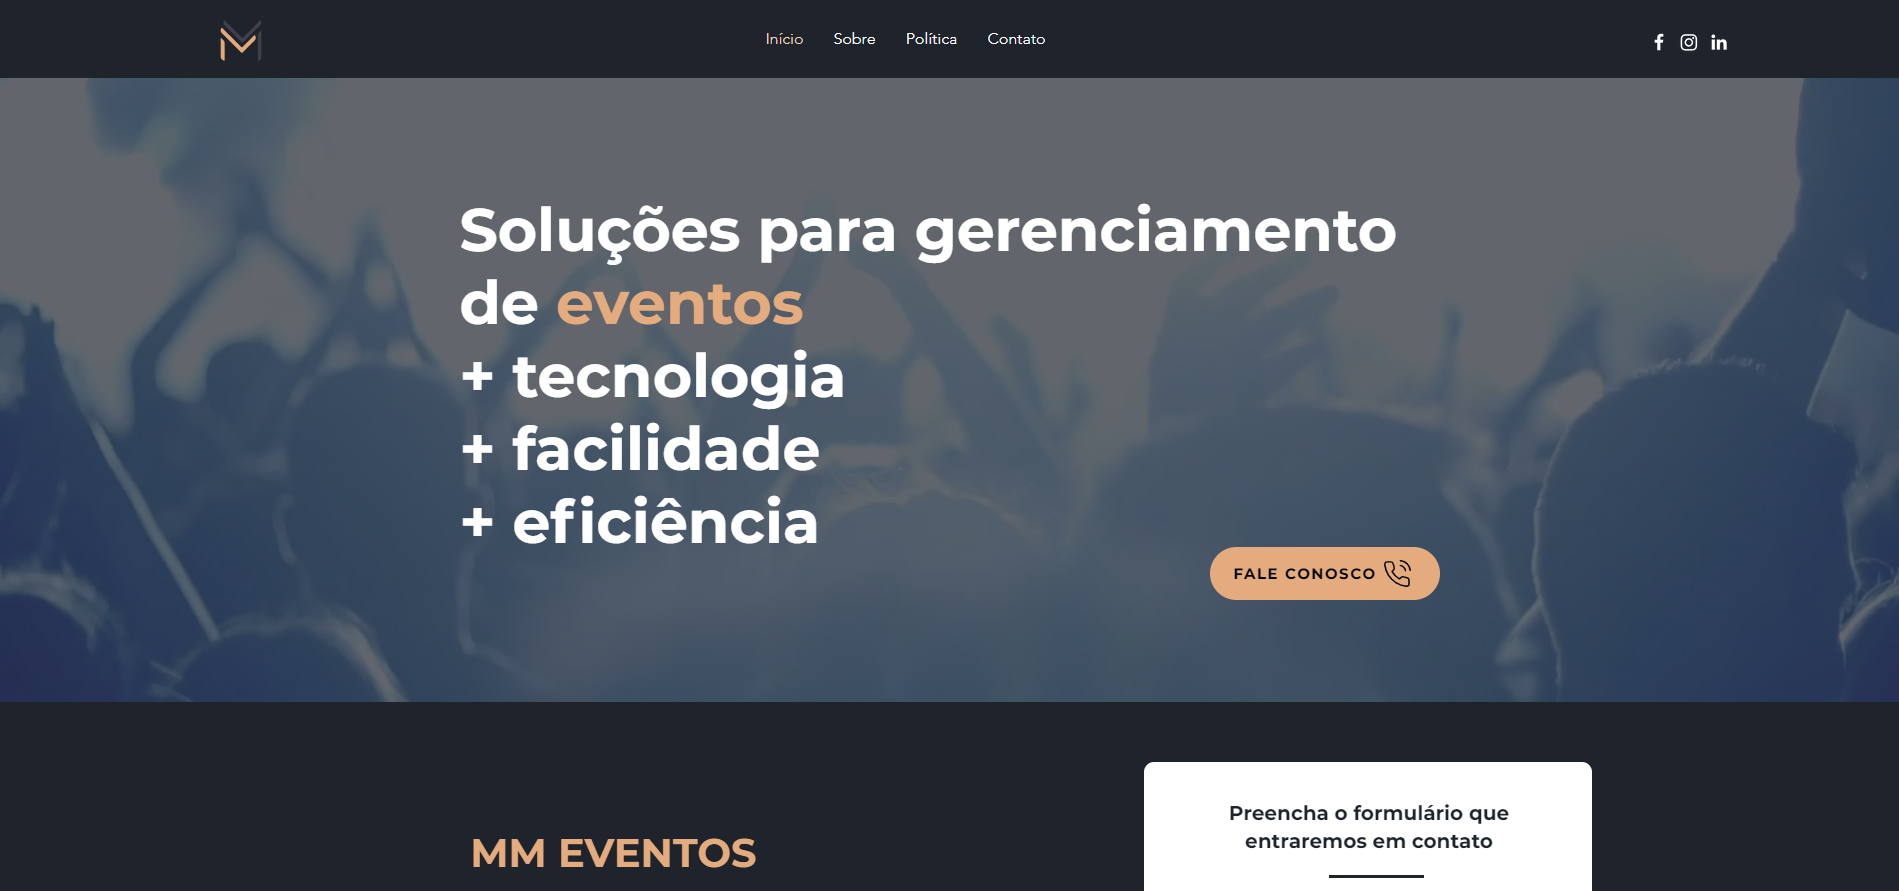 Início Sobre Política Contato
Soluções para gerenciamento
de eventos
+ tecnologia
+ facilidade
+ eficiência
FALE CONOSCO
MM EVENTOS
Preencha o formulário que
entraremos em contato